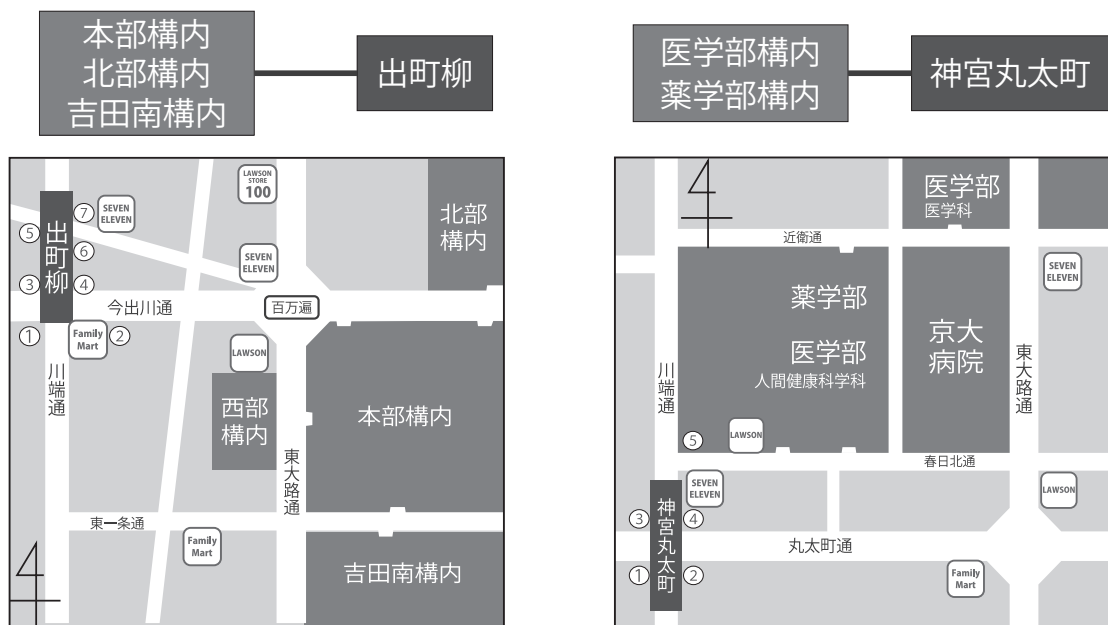 本部構内
北部構内
吉田南構内
出町柳
医学部構内
薬学部構内
神宮丸太町
LAWSON
STORE
100
⑦
SEVEN
ELEVEN
⑤
出町柳
⑥
北部
構内
SEVEN
ELEVEN
③
④
今出川通
百万遍
①
Family
Mart
②
LAWSON
川端通
西部
構内
本部構内
東大路通
東一条通
Family
Mart
吉田南構内
医学部
医学科
近衛通
SEVEN
ELEVEN
薬学部
医学部
人間健康科学科
京大
病院
川端通
東大路通
⑤
LAWSON
春日北通
SEVEN
ELEVEN
LAWSON
③
神宮丸太町
④
丸太町通
①
②
Family
Mart